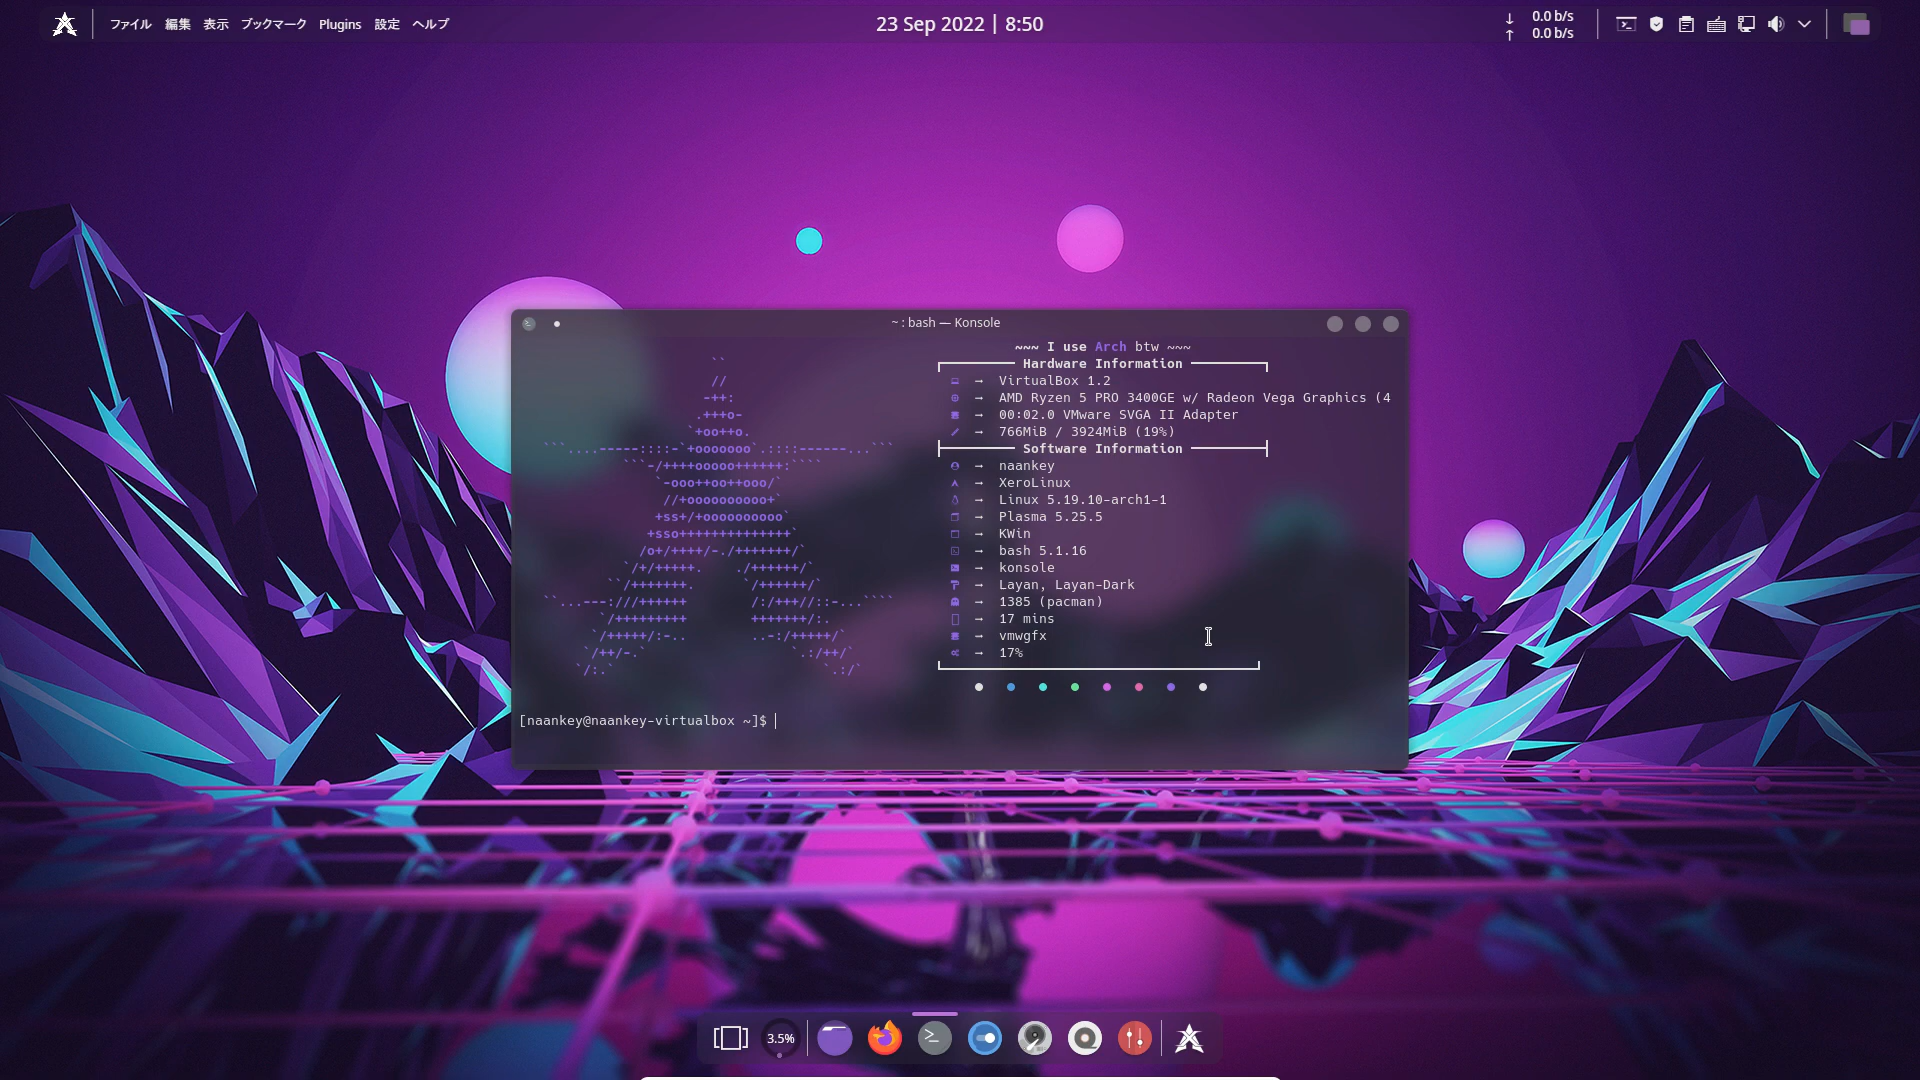 ファイル 編集 表示 ブックマーク Plugins 設定 ヘルプ
23 Sep 2022 | 8:50
↓ 0.0 b/s
↑ 0.0 b/s
~ : bash — Konsole
~~~ I use Arch btw ~~~
Hardware Information
→ VirtualBox 1.2
→ AMD Ryzen 5 PRO 3400GE w/ Radeon Vega Graphics (4
→ 00:02.0 VMware SVGA II Adapter
→ 766MiB / 3924MiB (19%)
Software Information
→ naankey
→ XeroLinux
→ Linux 5.19.10-arch1-1
→ Plasma 5.25.5
→ KWin
→ bash 5.1.16
→ konsole
→ Layan, Layan-Dark
→ 1385 (pacman)
→ 17 mins
→ vmwgfx
→ 17%
[naankey@naankey-virtualbox ~]$
3.5%